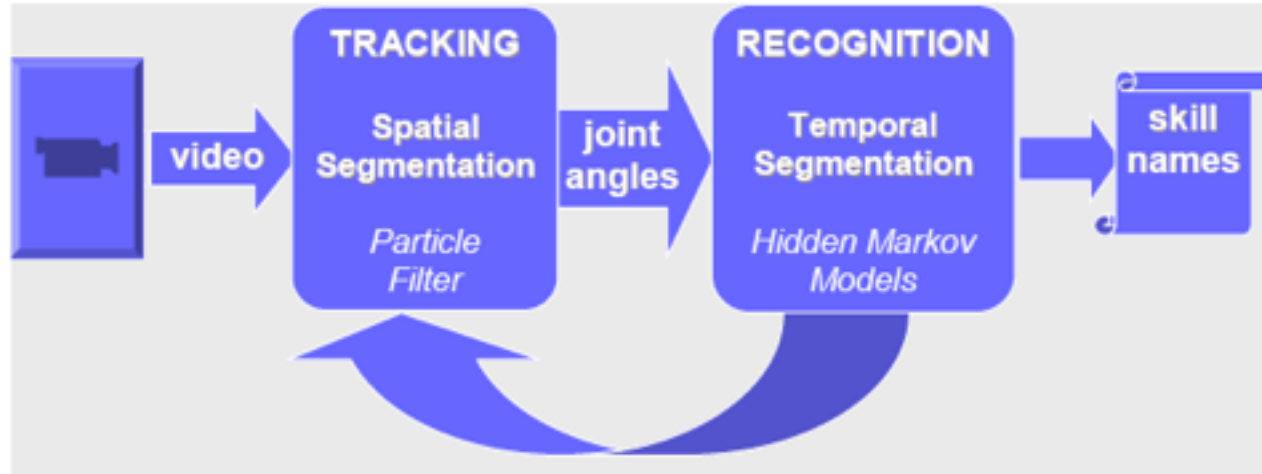 video
TRACKING
Spatial
Segmentation
Particle
Filter
joint
angles
RECOGNITION
Temporal
Segmentation
Hidden Markov
Models
skill
names